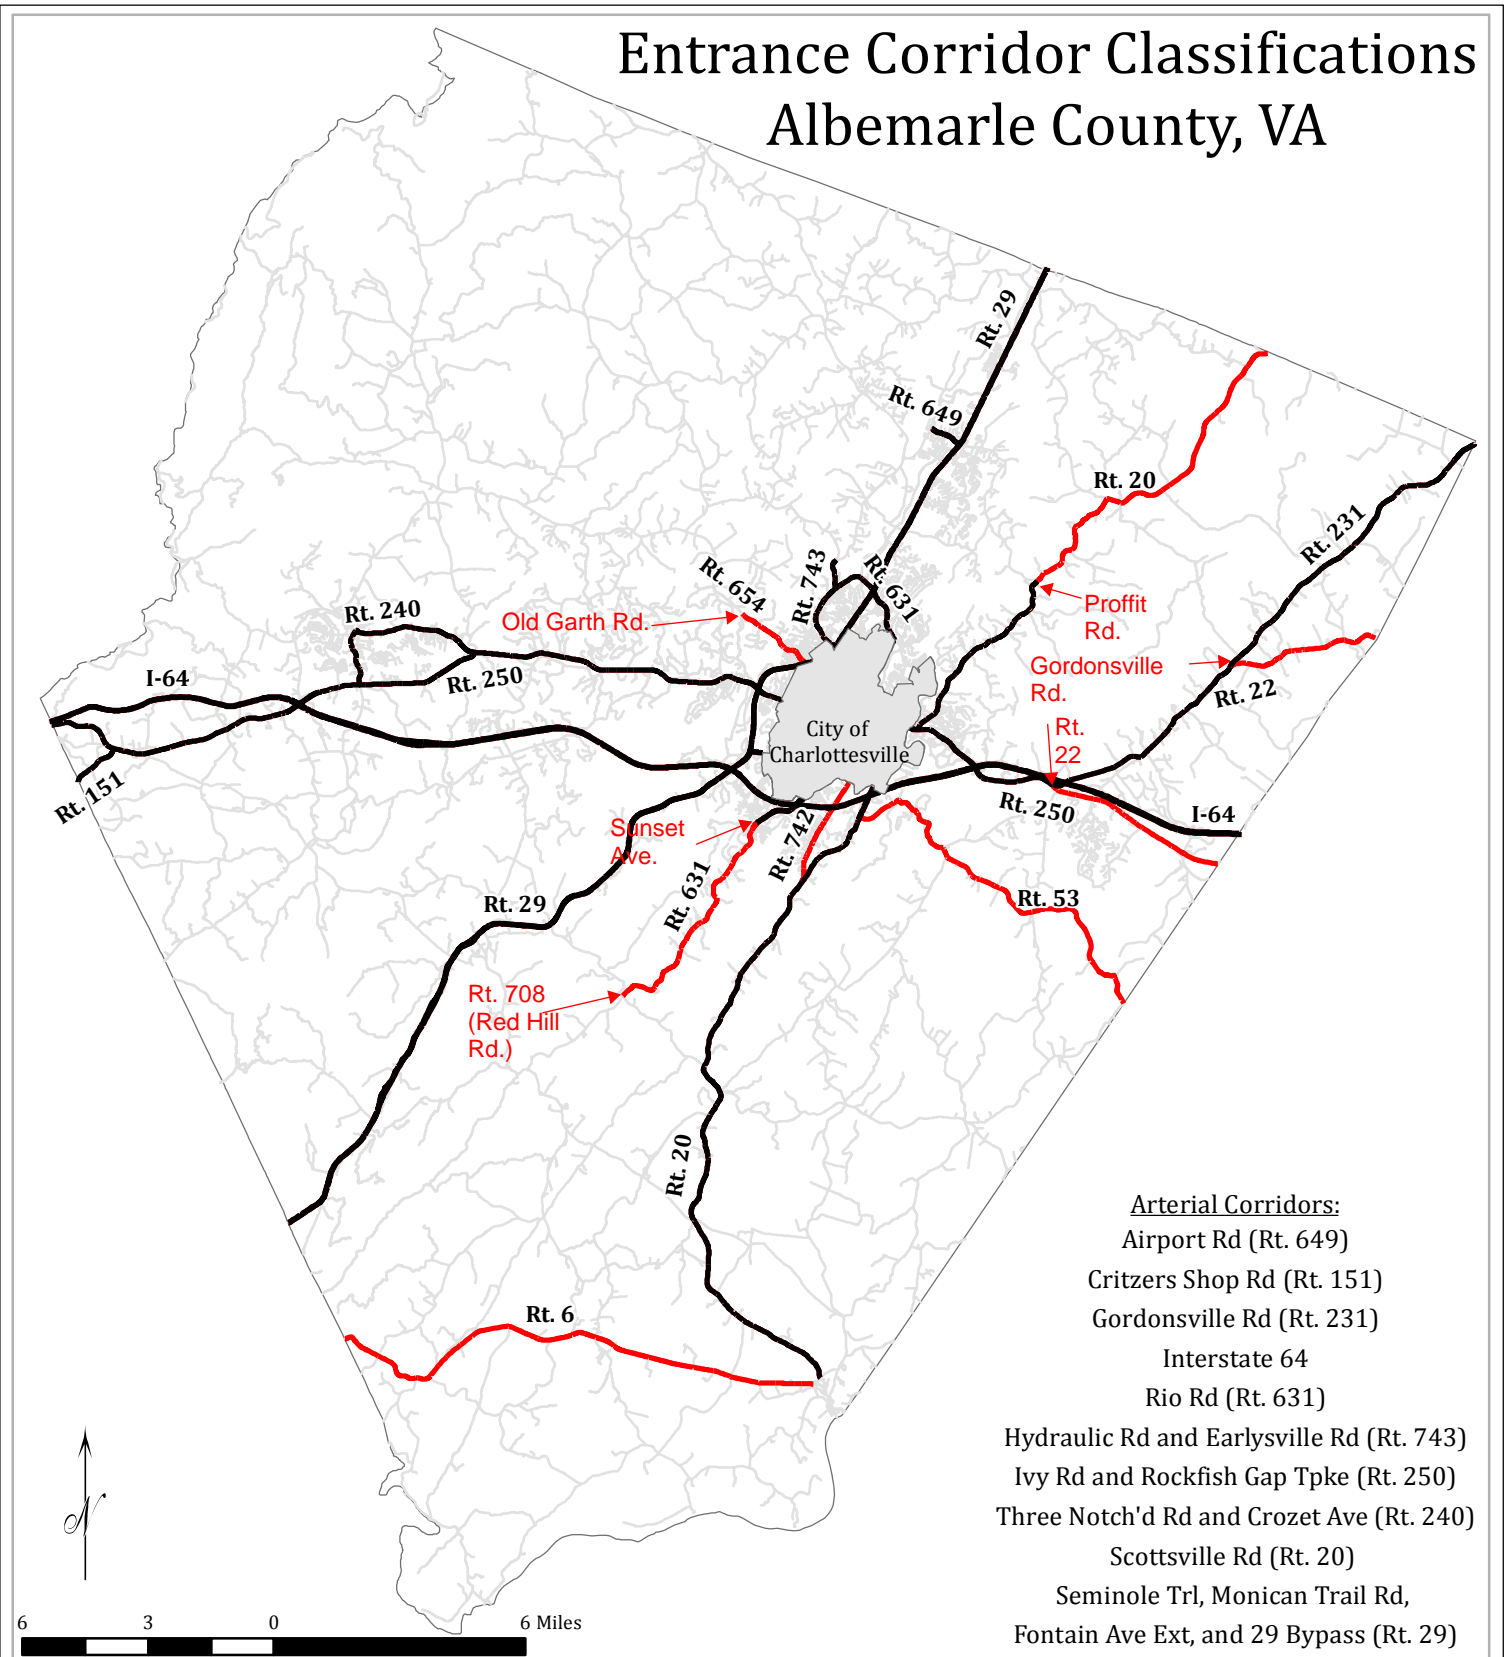 Entrance Corridor Classifications
Albemarle County, VA
Rt. 29
Rt. 649
Rt. 20
Rt. 231
Rt. 743
Rt. 631
Rt. 654
Proffit
Rd.
Rt. 240
Old Garth Rd.
Gordonsville
Rd.
I-64
Rt. 250
Rt. 22
Rt.
22
City of
Charlottesville
Rt. 151
Rt. 250
I-64
Sunset
Ave.
Rt. 742
Rt. 631
Rt. 29
Rt. 53
Rt. 708
(Red Hill
Rd.)
Rt. 20
Rt. 6
Arterial Corridors:
Airport Rd (Rt. 649)
Critzers Shop Rd (Rt. 151)
Gordonsville Rd (Rt. 231)
Interstate 64
Rio Rd (Rt. 631)
Hydraulic Rd and Earlysville Rd (Rt. 743)
Ivy Rd and Rockfish Gap Tpke (Rt. 250)
Three Notch'd Rd and Crozet Ave (Rt. 240)
Scottsville Rd (Rt. 20)
Seminole Trl, Monican Trail Rd,
Fontain Ave Ext, and 29 Bypass (Rt. 29)
N
6 3 0 6 Miles